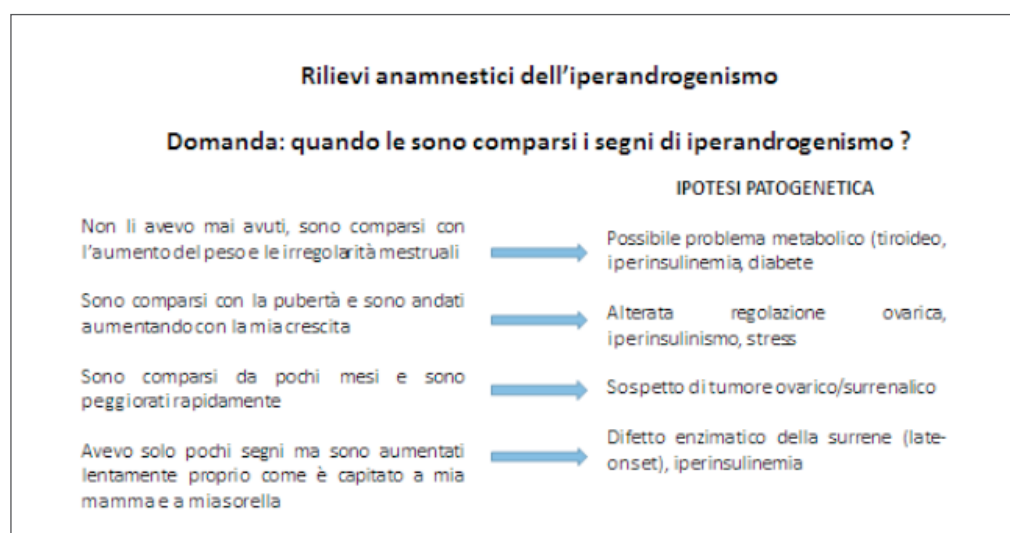 Rilievi anamnestici dell’iperandrogenismo
Domanda: quando le sono comparsi i segni di iperandrogenismo ?
IPOTESI PATOGENETICA
Non li avevo mai avuti, sono comparsi con
l’aumento del peso e le irregolarità mestruali
Possibile problema metabolico (tiroideo,
iperinsulinemia, diabete
Sono comparsi con la pubertà e sono andati
aumentando con la mia crescita
Alterata regolazione ovarica,
iperinsulinismo, stress
Sono comparsi da pochi mesi e sono
peggiorati rapidamente
Sospetto di tumore ovarico/surrenalico
Avevo solo pochi segni ma sono aumentati
lentamente proprio come è capitato a mia
mamma e a mia sorella
Difetto enzimatico della surrene (late-
onset), iperinsulinemia